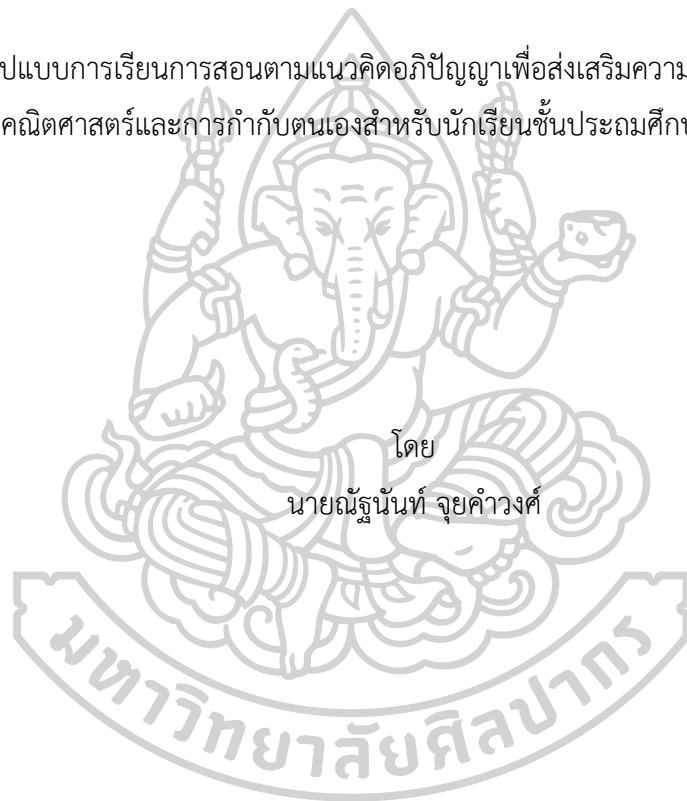 ปแบบการเรียนการสอนตามแนวคิดอภิปัญญาเพื่อส่งเสริมความ
คณิตศาสตร์และการกำกับตนเองสำหรับนักเรียนชั้นประถมศึกษ
โดย
นายณัฐนันท์ จุยคำวงศ์
มหาวิทยาลัยศิลปากร